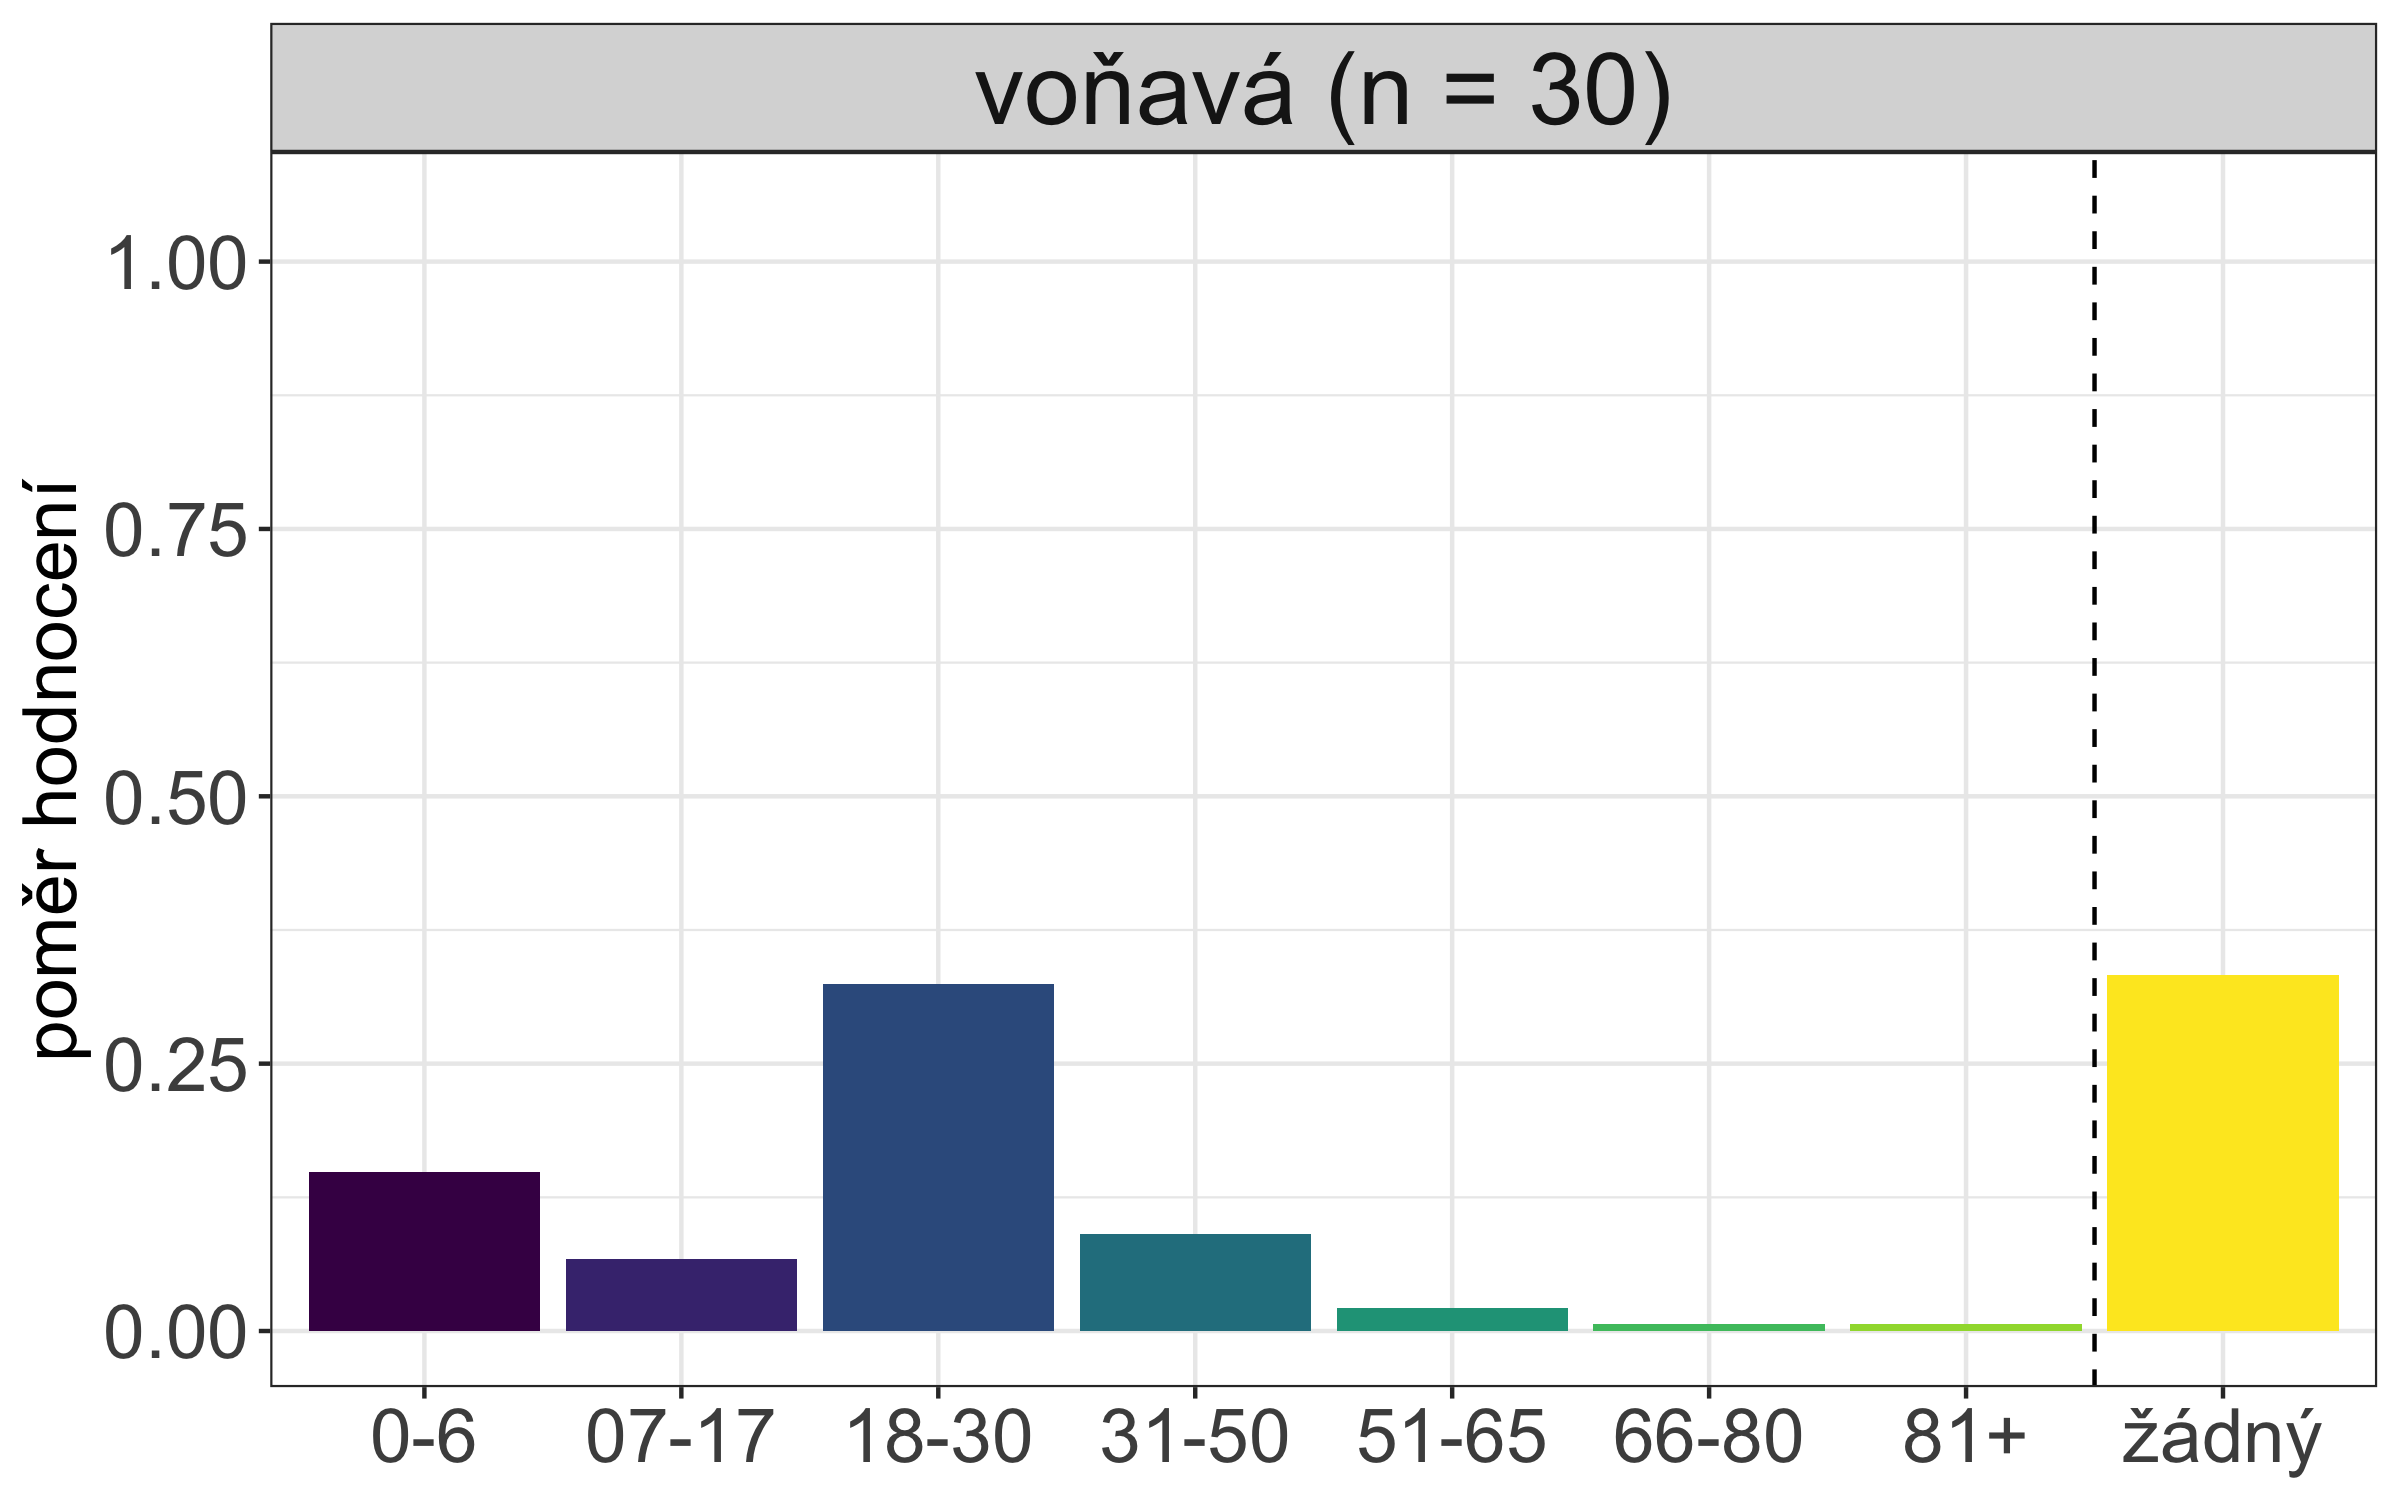 voňavá (n = 30)
poměr hodnocení
1.00
0.75
0.50
0.25
0.00
0-6 07-17 18-30 31-50 51-65 66-80 81+ žádný